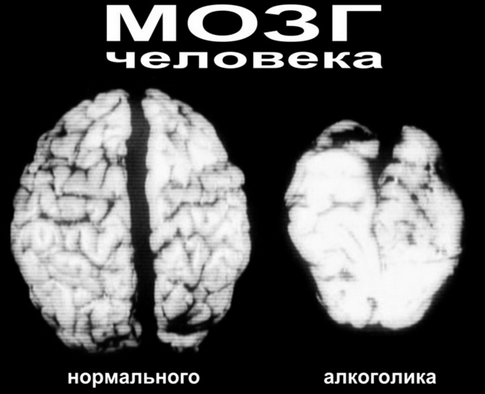 МОЗГ
человека
нормального
алкоголика